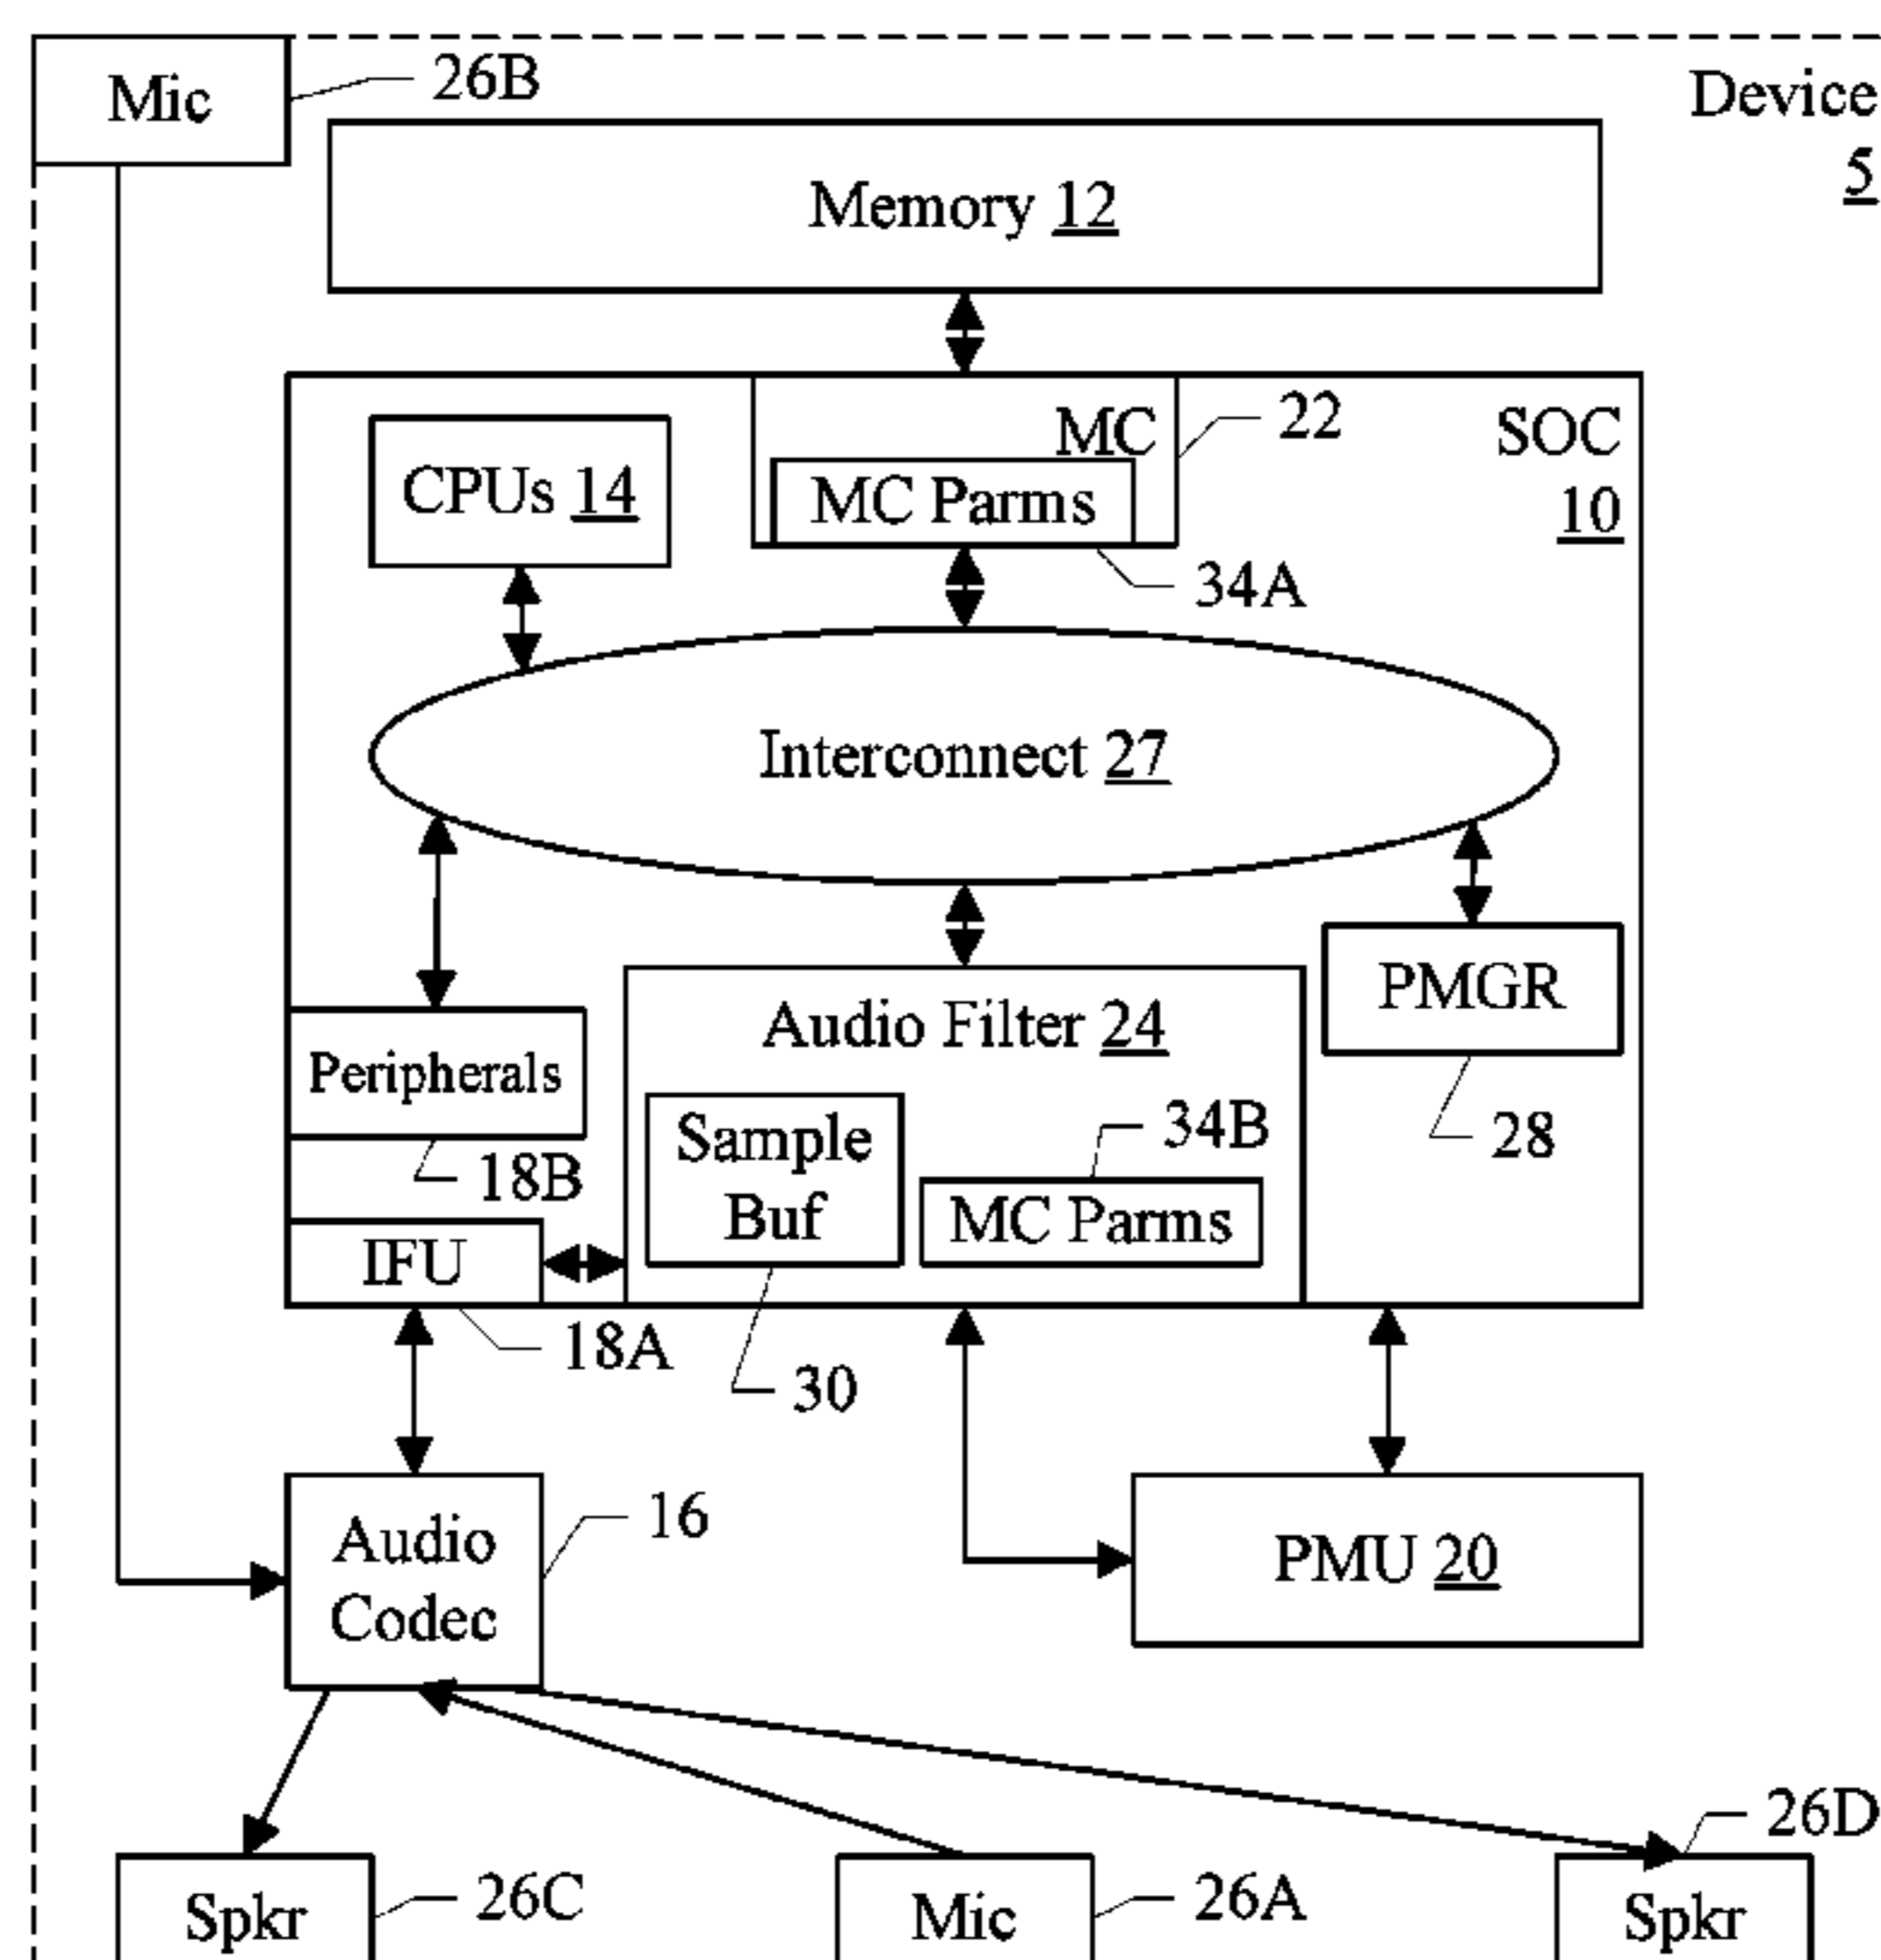 Mic
26B
Device
5
Memory 12
MC
22
SOC
10
CPUs 14
MC Parms
34A
Interconnect 27
PMGR
28
Audio Filter 24
Peripherals
18B
Sample
Buf
34B
MC Parms
IFU
18A
30
Audio
Codec
16
PMU 20
26D
Spkr
26C
Mic
26A
Spkr